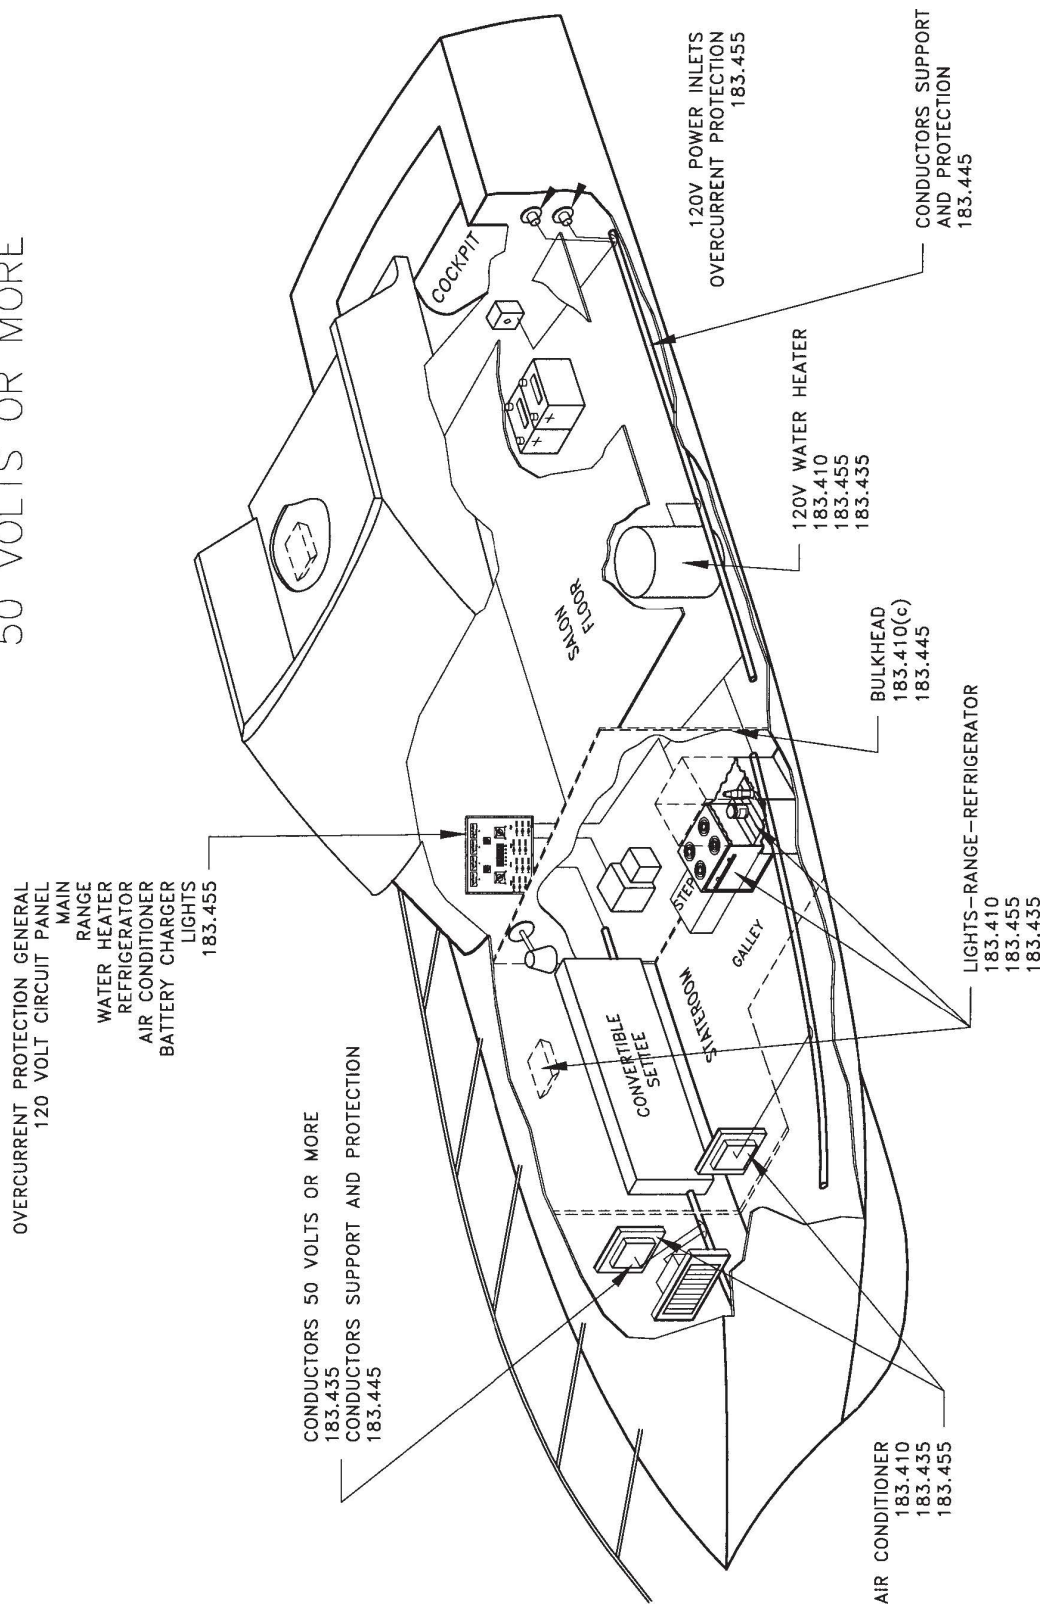 50 VOLTS OR MORE
OVERCURRENT PROTECTION GENERAL
120 VOLT CIRCUIT PANEL
MAIN
RANGE
WATER HEATER
REFRIGERATOR
AIR CONDITIONER
BATTERY CHARGER
LIGHTS
183.455
CONDUCTORS 50 VOLTS OR MORE
183.435
CONDUCTORS SUPPORT AND PROTECTION
183.445
120V POWER INLETS
OVERCURRENT PROTECTION
183.455
CONDUCTORS SUPPORT
AND PROTECTION
183.445
120V WATER HEATER
183.410
183.455
183.435
BULKHEAD
183.410(c)
183.445
LIGHTS-RANGE-REFRIGERATOR
183.410
183.455
183.435
AIR CONDITIONER
183.410
183.435
183.455
COCKPIT
SALON
FLOOR
STEP
GALLEY
STATEROOM
CONVERTIBLE
SETTEE